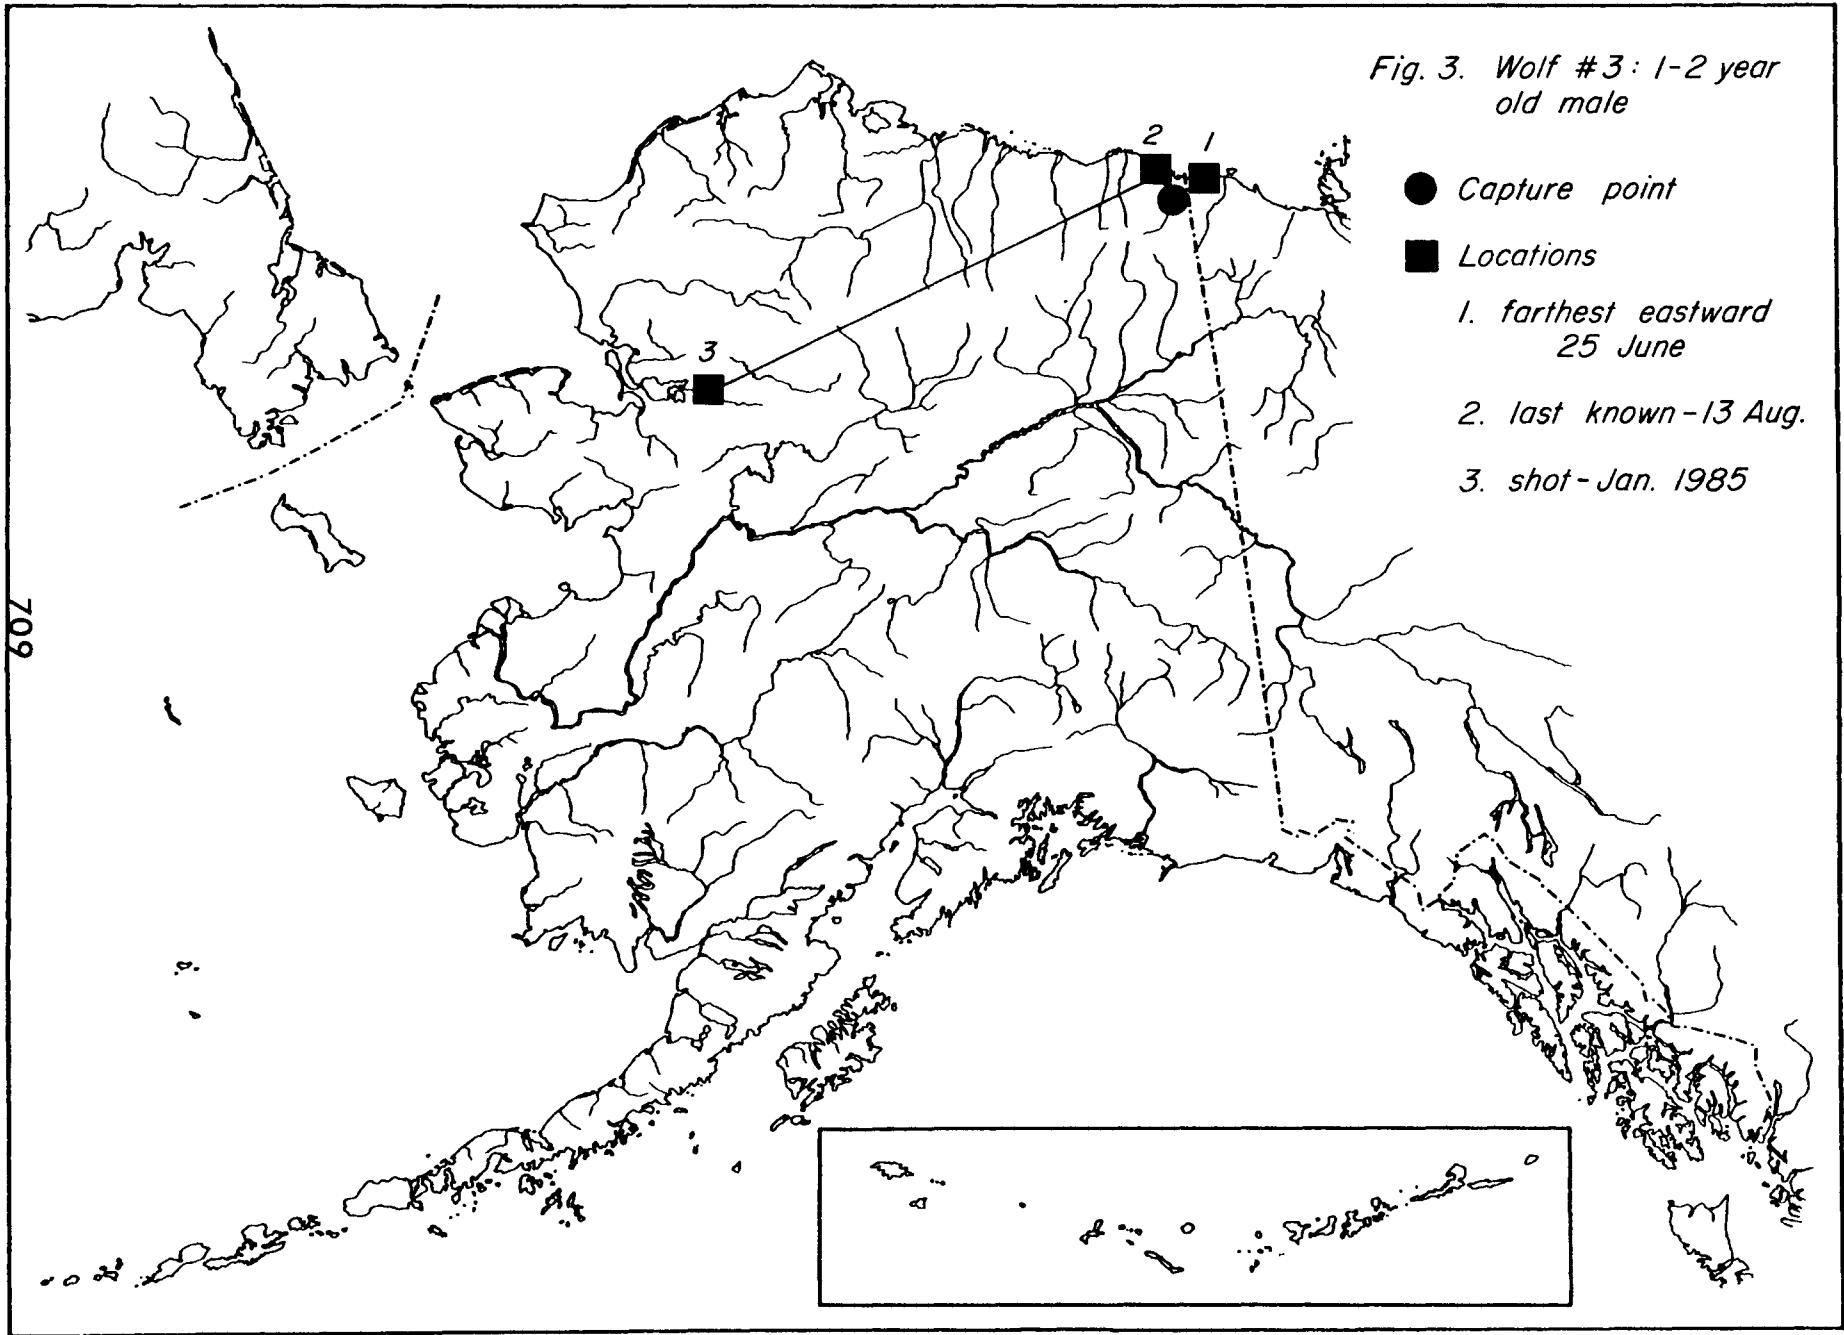 Fig. 3. Wolf #3: 1-2 year
old male
2
1
Capture point
Locations
1. farthest eastward
25 June
3
2. last known-13 Aug.
3. shot-Jan. 1985
709